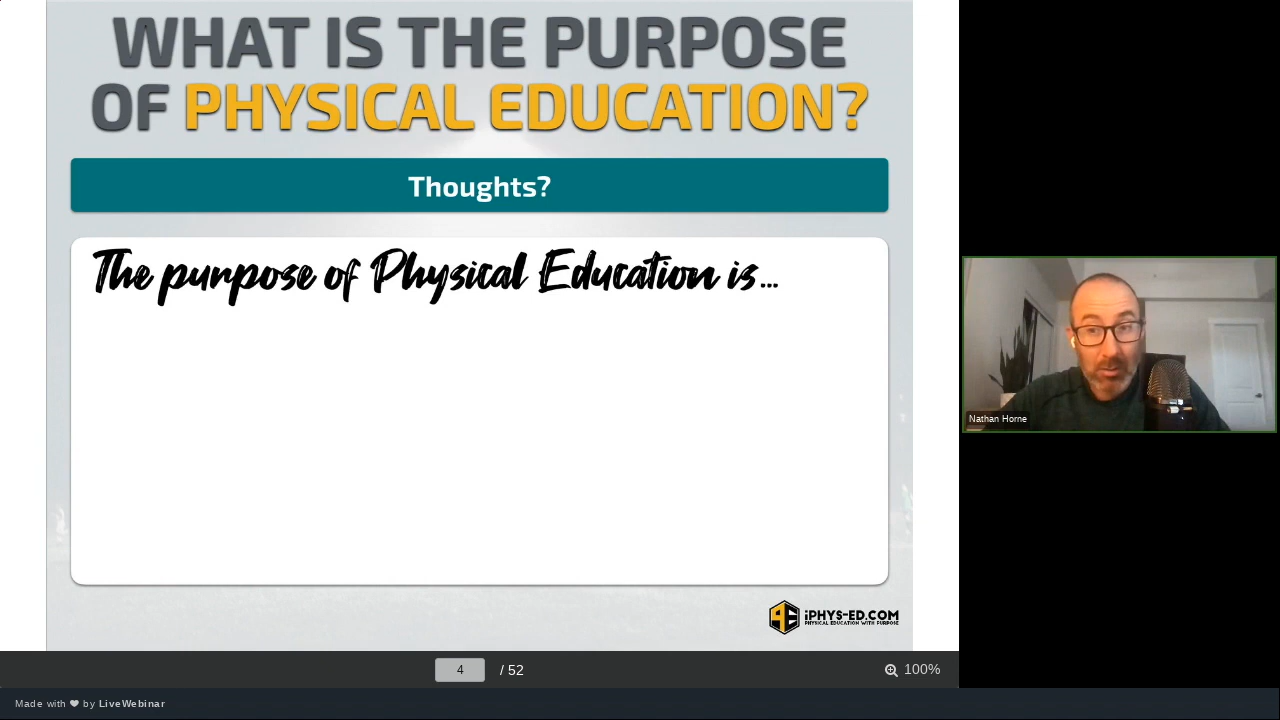 WHAT IS THE PURPOSE
OF PHYSICAL EDUCATION?
Thoughts?
The purpose of Physical Education is...
iPHYS-ED.COM
PHYSICAL EDUCATION WITH PURPOSE
Nathan Horne
4 / 52
100%
Made with ❤ by LiveWebinar